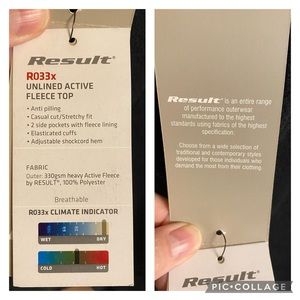 Result®
R033x
UNLINED ACTIVE
FLEECE TOP
• Anti pilling
• Casual cut/Stretchy fit
• 2 side pockets with fleece lining
• Elasticated cuffs
• Adjustable shockcord hem
FABRIC
Outer: 330gsm heavy Active Fleece
by RESULT®, 100% Polyester
Breathable
R033x CLIMATE INDICATOR
WET DRY
COLD HOT
Result® is an entire range
of performance outerwear
manufactured to the highest
standards using fabrics of the highest
specification.
Choose from a wide selection of
traditional and contemporary styles
developed for those individuals who
demand the most from their clothing.
Result®
PIC•COLLAGE